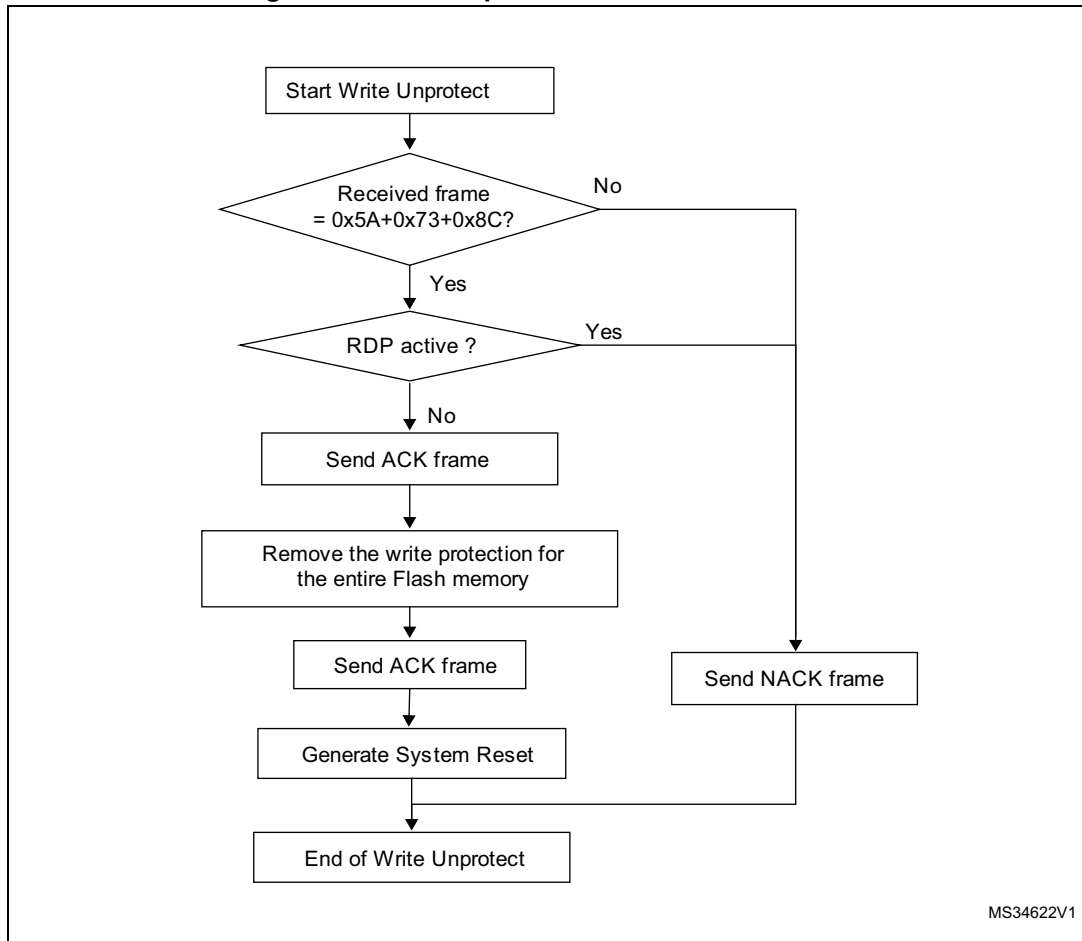 Start Write Unprotect
Received frame
= 0x5A+0x73+0x8C?
No
Yes
RDP active ?
Yes
No
Send ACK frame
Remove the write protection for
the entire Flash memory
Send ACK frame
Send NACK frame
Generate System Reset
End of Write Unprotect
MS34622V1